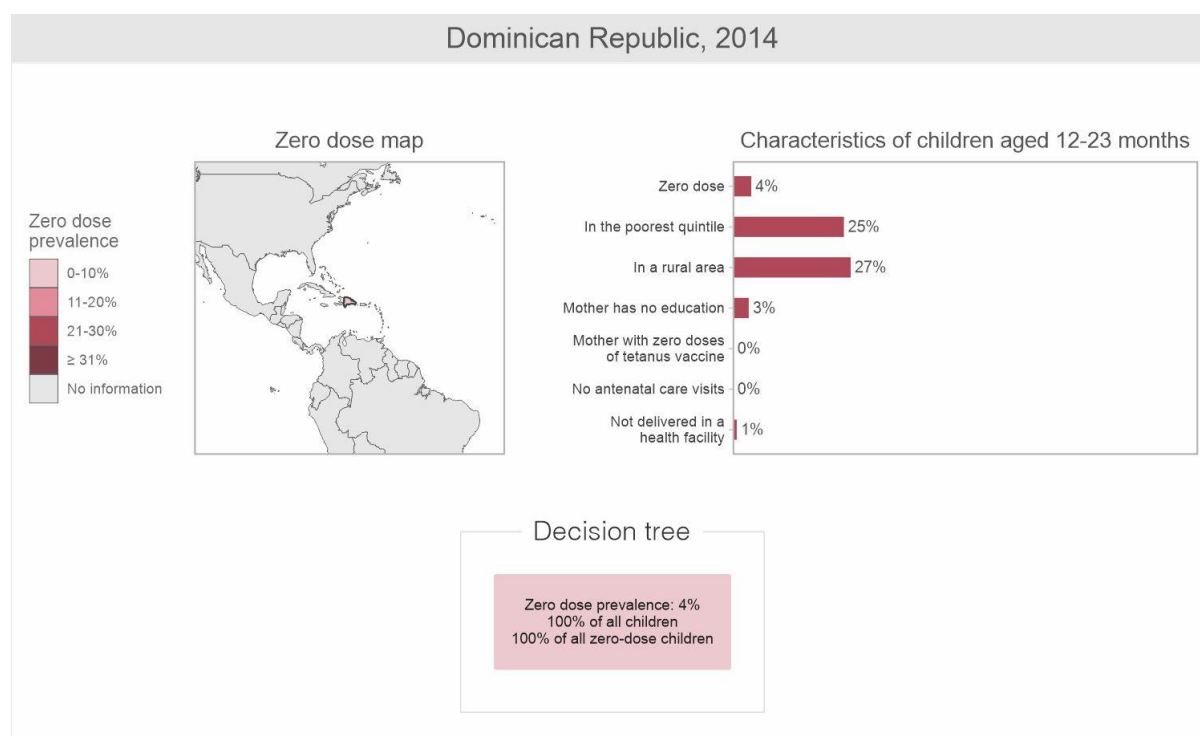 Dominican Republic, 2014
Zero dose map
Zero dose
prevalence
0-10%
11-20%
21-30%
≥ 31%
No information
Characteristics of children aged 12-23 months
Zero dose 4%
In the poorest quintile 25%
In a rural area 27%
Mother has no education 3%
Mother with zero doses
of tetanus vaccine 0%
No antenatal care visits 0%
Not delivered in a
health facility 1%
Decision tree
Zero dose prevalence: 4%
100% of all children
100% of all zero-dose children